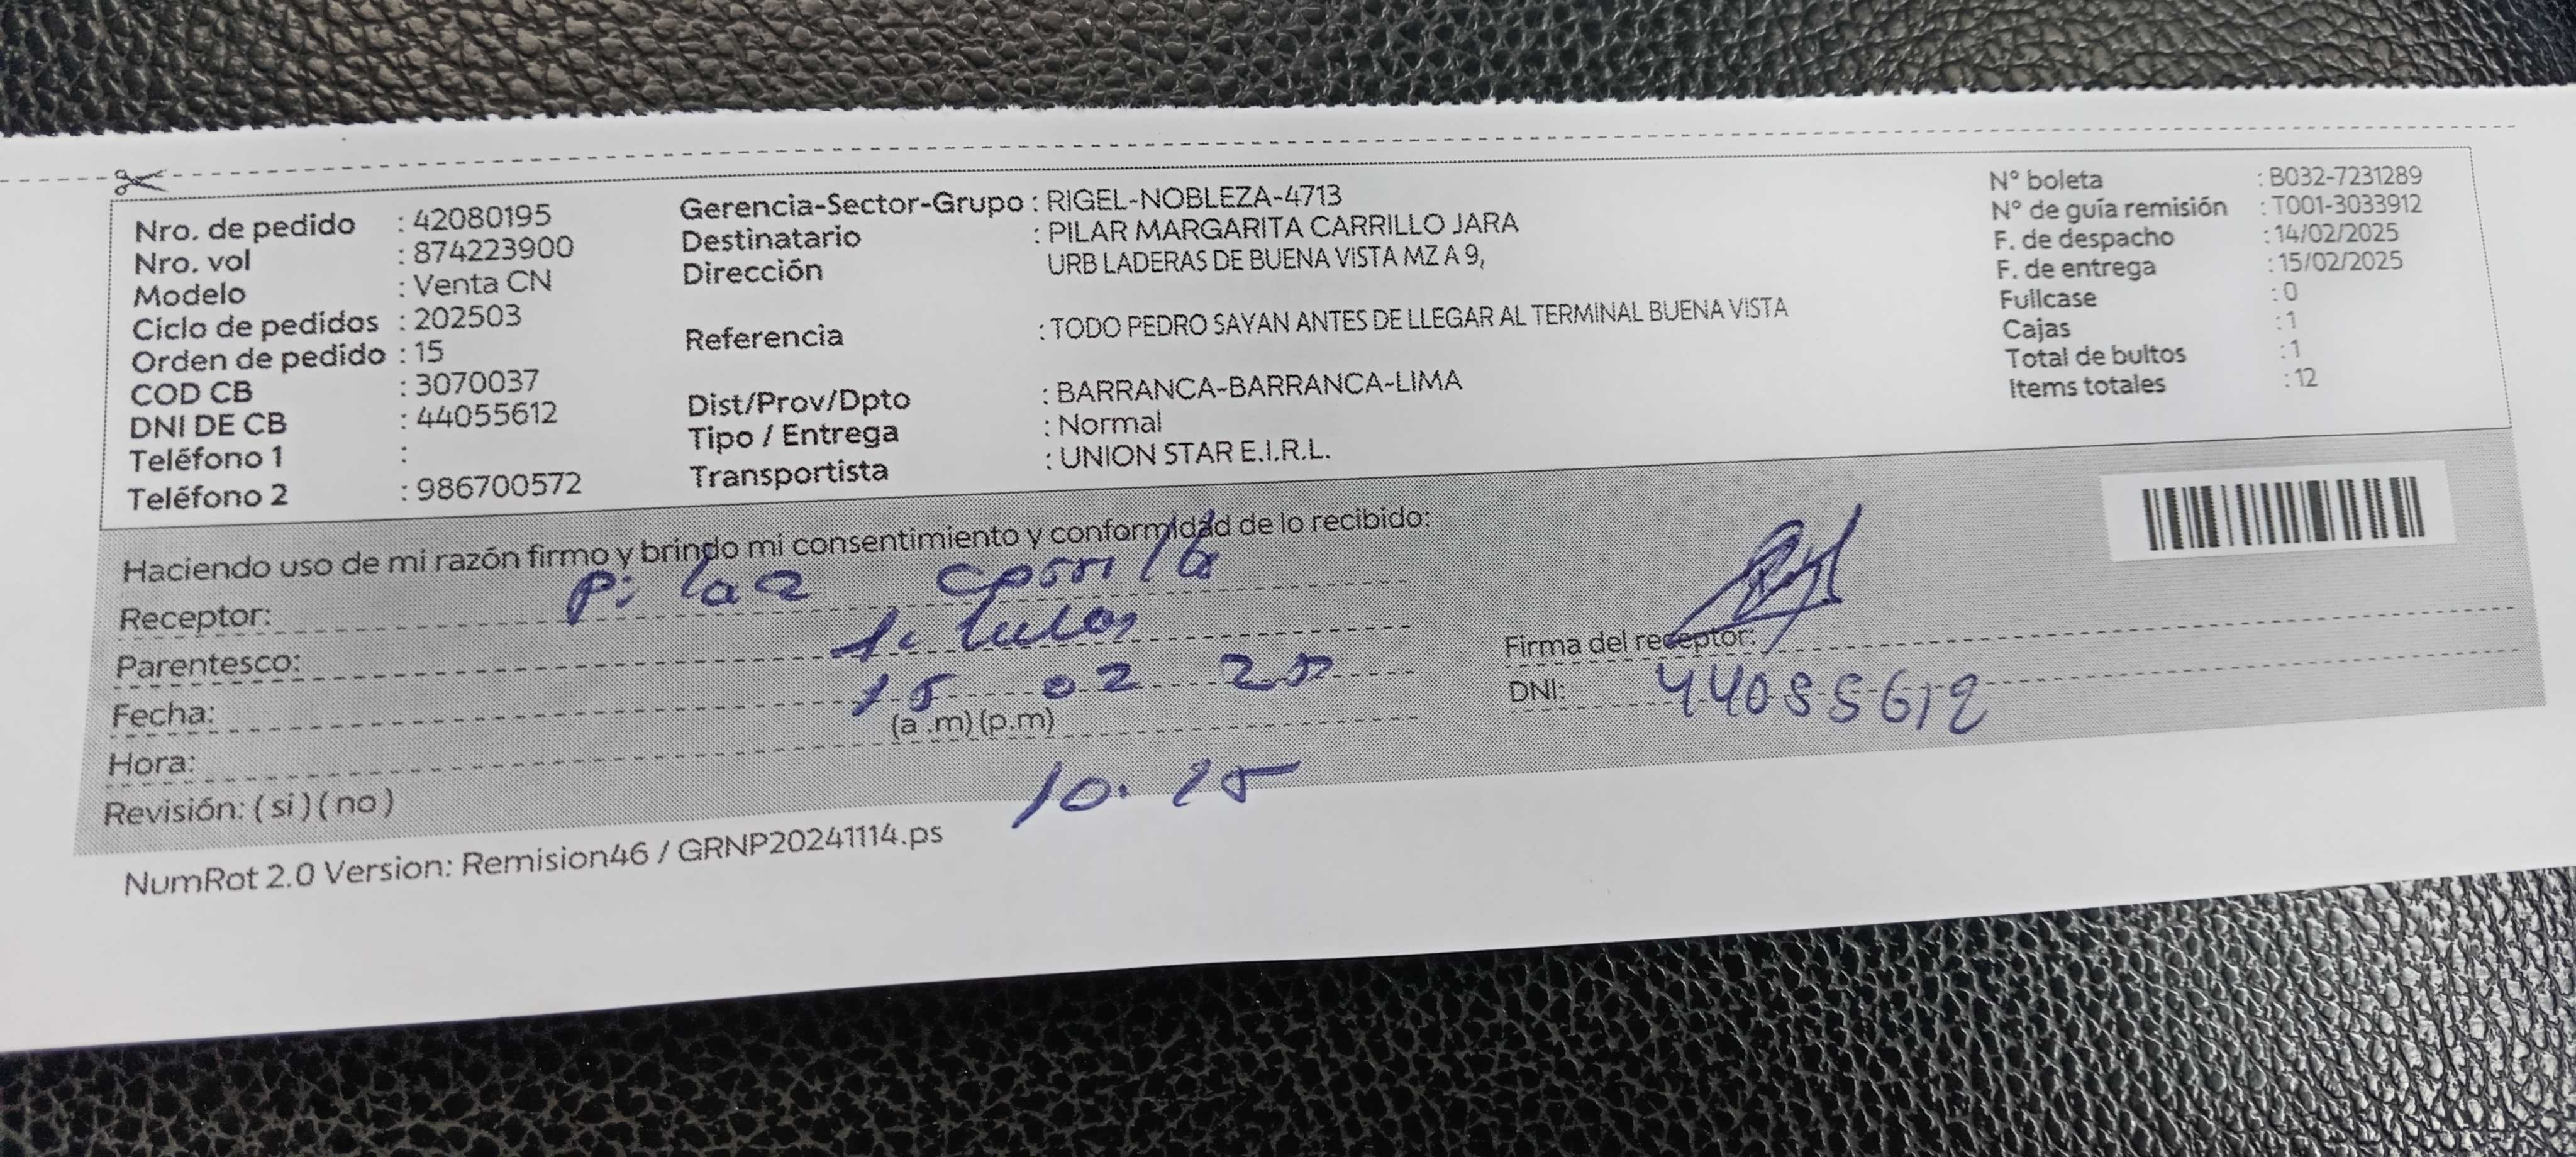 Nro. de pedido : 42080195
Nro. vol : 874223900
Modelo : Venta CN
Ciclo de pedidos : 202503
Orden de pedido : 15
COD CB : 3070037
DNI DE CB : 44055612
Teléfono 1 :
Teléfono 2 : 986700572
Gerencia-Sector-Grupo : RIGEL-NOBLEZA-4713
Destinatario : PILAR MARGARITA CARRILLO JARA
Dirección URB LADERAS DE BUENA VISTA MZ A 9,
Referencia : TODO PEDRO SAYAN ANTES DE LLEGAR AL TERMINAL BUENA VISTA
Dist/Prov/Dpto : BARRANCA-BARRANCA-LIMA
Tipo / Entrega : Normal
Transportista : UNION STAR E.I.R.L.
N° boleta : B032-7231289
N° de guía remisión : T001-3033912
F. de despacho : 14/02/2025
F. de entrega : 15/02/2025
Fullcase : 0
Cajas : 1
Total de bultos : 1
Items totales : 12
Haciendo uso de mi razón firmo y brindo mi consentimiento y conformidad de lo recibido:
Receptor: Pilar Carrillo
Parentesco:
Fecha: 15 02 25
(a .m) (p.m)
Hora: 10.25
Revisión: ( si ) ( no )
Firma del receptor:
DNI: 44055612
NumRot 2.0 Version: Remision46 / GRNP20241114.ps